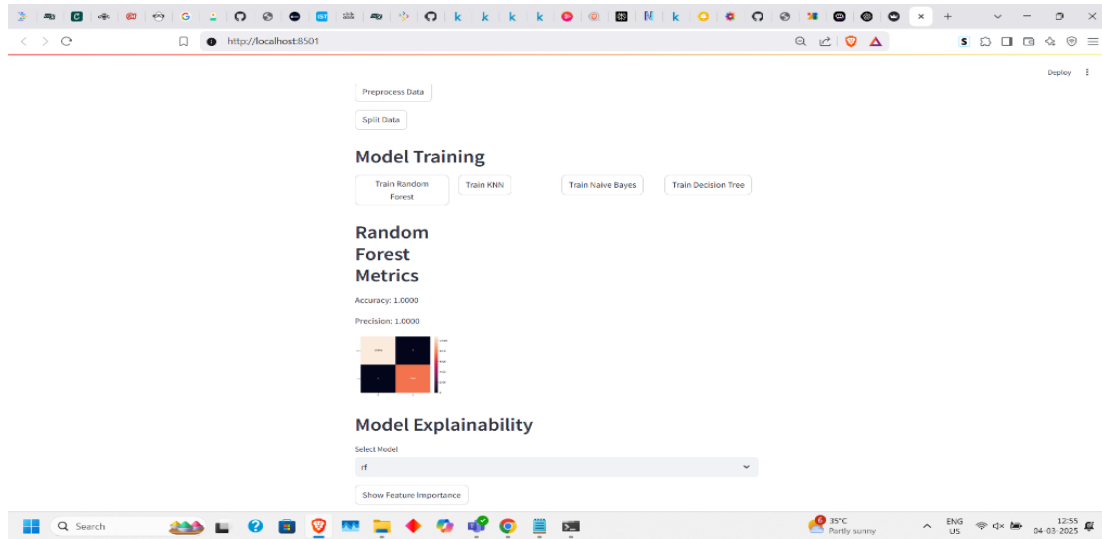 http://localhost:8501
Deploy
Preprocess Data
Split Data
Model Training
Train Random
Forest
Train KNN
Train Naive Bayes
Train Decision Tree
Random
Forest
Metrics
Accuracy: 1.0000
Precision: 1.0000
Model Explainability
Select Model
rf
Show Feature Importance
Search
35°C
Partly sunny
ENG
US
12:55
04-03-2025